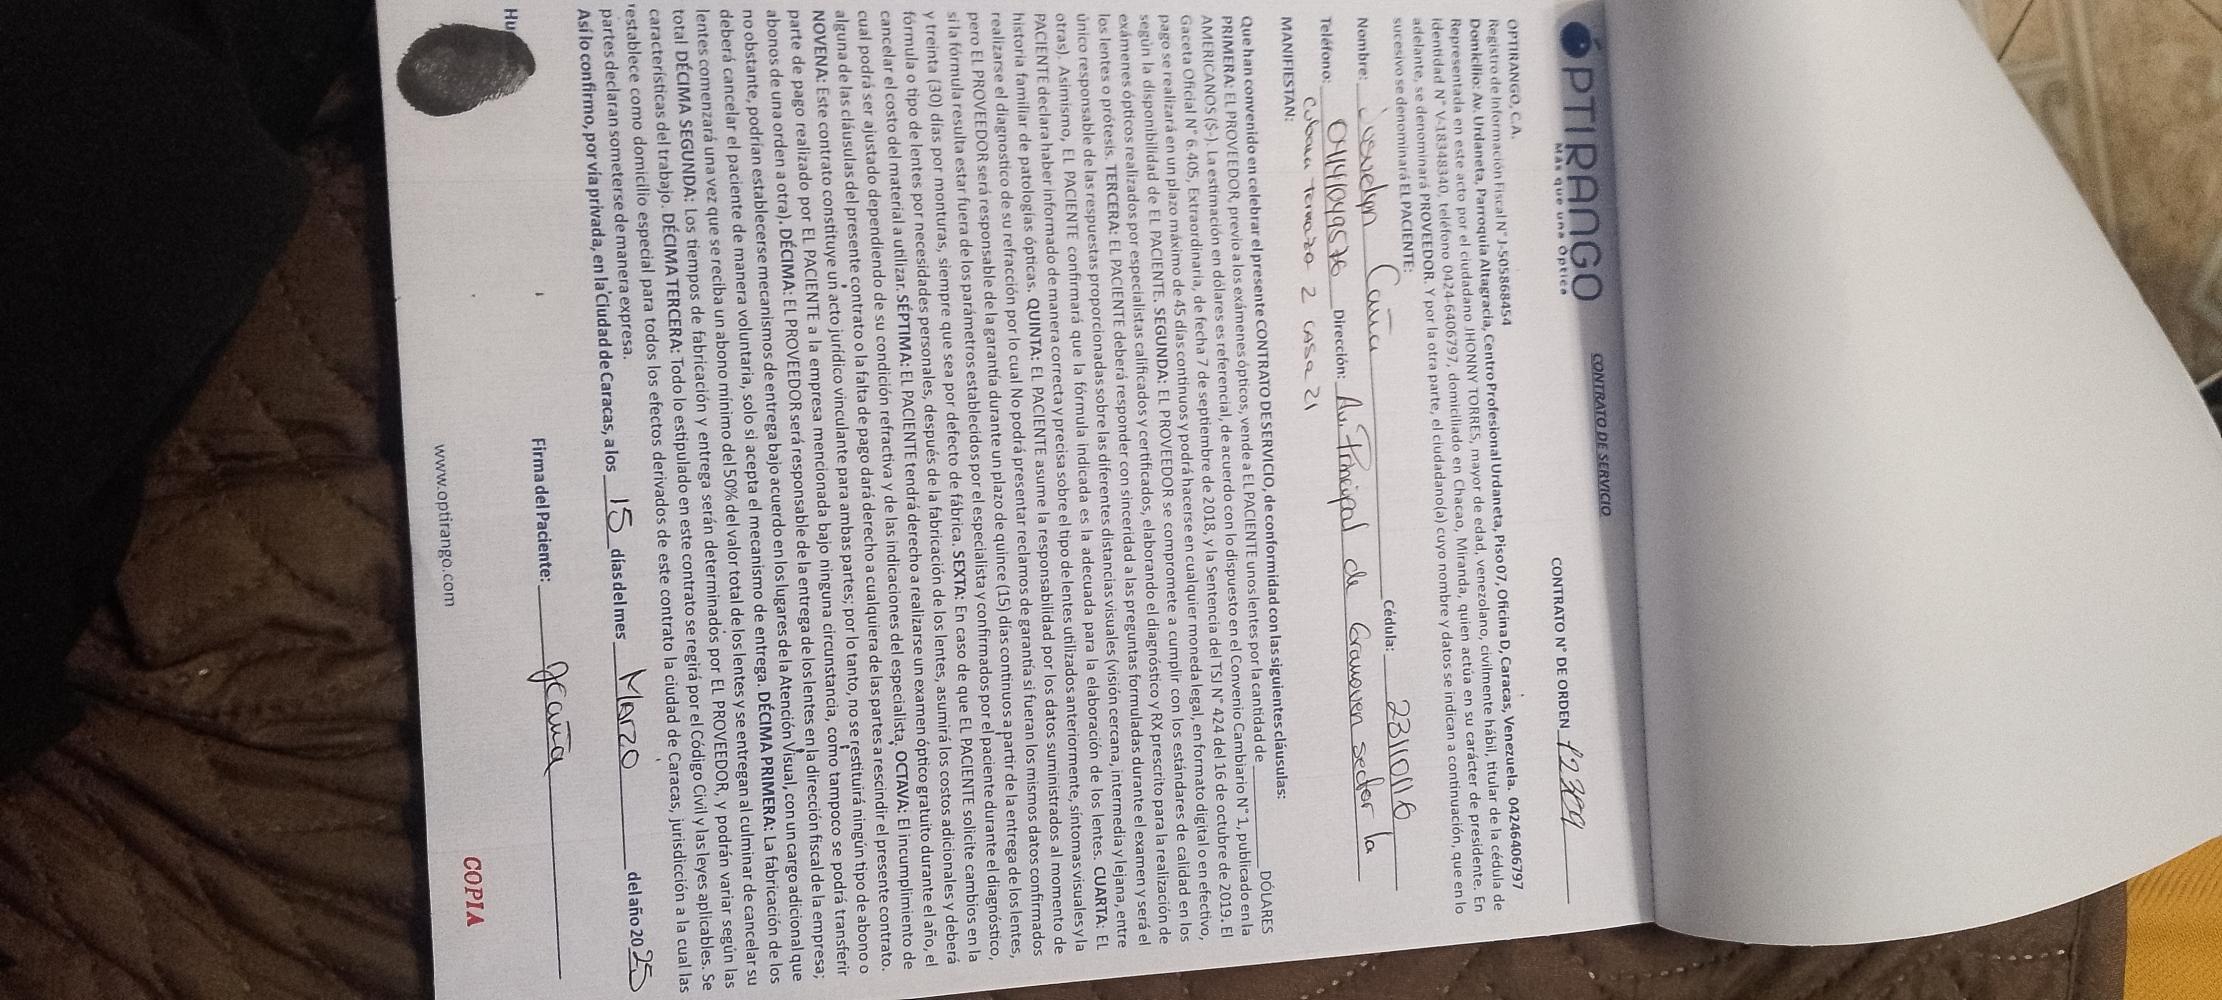 CONTRATO DE SERVICIO
ÓPTIRANGO
Más que una Óptica
CONTRATO N° DE ORDEN 12309
OPTIRANGO, C.A.
Registro de Información Fiscal N° J-505868454
Domicilio: Av. Urdaneta, Parroquia Altagracia, Centro Profesional Urdaneta, Piso 07, Oficina D, Caracas, Venezuela. 04246406797
Representada en este acto por el ciudadano JHONNY TORRES, mayor de edad, venezolano, civilmente hábil, titular de la cédula de
identidad N° V-18348340, teléfono 0424-6406797, domiciliado en Chacao, Miranda, quien actúa en su carácter de presidente. En
adelante, se denominará PROVEEDOR. Y por la otra parte, el ciudadano(a) cuyo nombre y datos se indican a continuación, que en lo
sucesivo se denominará EL PACIENTE:
Nombre: Caña Cédula: 23110116
Teléfono: 04141049576 Dirección: Av. Principal de Gramoven sector la
Cabaña terraza 2 casa 21
MANIFIESTAN:
Que han convenido en celebrar el presente CONTRATO DE SERVICIO, de conformidad con las siguientes cláusulas:
PRIMERA: EL PROVEEDOR, previo a los exámenes ópticos, vende a EL PACIENTE unos lentes por la cantidad de DÓLARES
AMERICANOS ($-). La estimación en dólares es referencial, de acuerdo con lo dispuesto en el Convenio Cambiario N° 1, publicado en la
Gaceta Oficial N° 6.405, Extraordinaria, de fecha 7 de septiembre de 2018, y la Sentencia del TSJ N° 424 del 16 de octubre de 2019. El
pago se realizará en un plazo máximo de 45 días continuos y podrá hacerse en cualquier moneda legal, en formato digital o en efectivo,
según la disponibilidad de EL PACIENTE. SEGUNDA: EL PROVEEDOR se compromete a cumplir con los estándares de calidad en los
exámenes ópticos realizados por especialistas calificados y certificados, elaborando el diagnóstico y RX prescrito para la realización de
los lentes o prótesis. TERCERA: EL PACIENTE deberá responder con sinceridad a las preguntas formuladas durante el examen y será el
único responsable de las respuestas proporcionadas sobre las diferentes distancias visuales (visión cercana, intermedia y lejana, entre
otras). Asimismo, EL PACIENTE confirmará que la fórmula indicada es la adecuada para la elaboración de los lentes. CUARTA: EL
PACIENTE declara haber informado de manera correcta y precisa sobre el tipo de lentes utilizados anteriormente, síntomas visuales y la
historia familiar de patologías ópticas. QUINTA: EL PACIENTE asume la responsabilidad por los datos suministrados al momento de
realizarse el diagnostico de su refracción por lo cual No podrá presentar reclamos de garantía si fueran los mismos datos confirmados
pero EL PROVEEDOR será responsable de la garantía durante un plazo de quince (15) días continuos a partir de la entrega de los lentes,
si la fórmula resulta estar fuera de los parámetros establecidos por el especialista y confirmados por el paciente durante el diagnóstico,
y treinta (30) días por monturas, siempre que sea por defecto de fábrica. SEXTA: En caso de que EL PACIENTE solicite cambios en la
fórmula o tipo de lentes por necesidades personales, después de la fabricación de los lentes, asumirá los costos adicionales y deberá
cancelar el costo del material a utilizar. SÉPTIMA: EL PACIENTE tendrá derecho a realizarse un examen óptico gratuito durante el año, el
cual podrá ser ajustado dependiendo de su condición refractiva y de las indicaciones del especialista. OCTAVA: El incumplimiento de
alguna de las cláusulas del presente contrato o la falta de pago dará derecho a cualquiera de las partes a rescindir el presente contrato.
NOVENA: Este contrato constituye un acto jurídico vinculante para ambas partes; por lo tanto, no se restituirá ningún tipo de abono o
parte de pago realizado por EL PACIENTE a la empresa mencionada bajo ninguna circunstancia, como tampoco se podrá transferir
abonos de una orden a otra). DÉCIMA: EL PROVEEDOR será responsable de la entrega de los lentes en la dirección fiscal de la empresa;
no obstante, podrían establecerse mecanismos de entrega bajo acuerdo en los lugares de la Atención Visual, con un cargo adicional que
deberá cancelar el paciente de manera voluntaria, solo si acepta el mecanismo de entrega. DÉCIMA PRIMERA: La fabricación de los
lentes comenzará una vez que se reciba un abono mínimo del 50% del valor total de los lentes y se entregan al culminar de cancelar su
total DÉCIMA SEGUNDA: Los tiempos de fabricación y entrega serán determinados por EL PROVEEDOR, y podrán variar según las
características del trabajo. DÉCIMA TERCERA: Todo lo estipulado en este contrato se regirá por el Código Civil y las leyes aplicables. Se
restablece como domicilio especial para todos los efectos derivados de este contrato la ciudad de Caracas, jurisdicción a la cual las
partes declaran someterse de manera expresa.
Así lo confirmo, por vía privada, en la Ciudad de Caracas, a los 15 días del mes Marzo del año 2025
Firma del Paciente: JCaña
Hu
www.optirango.com
COPIA